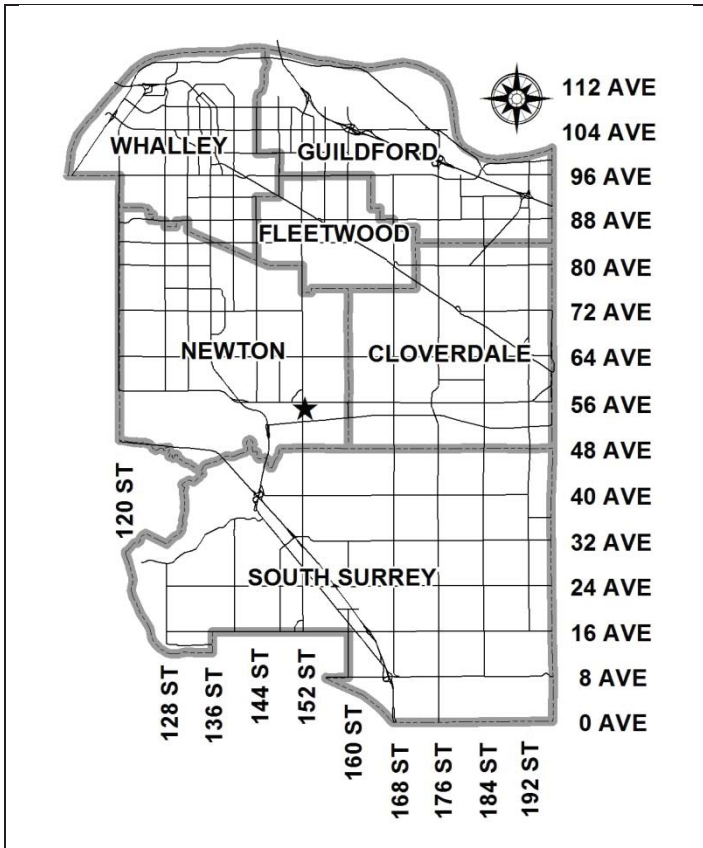 112 AVE
104 AVE
WHALLEY
GUILDFORD
96 AVE
88 AVE
FLEETWOOD
80 AVE
72 AVE
NEWTON
CLOVERDALE
64 AVE
56 AVE
48 AVE
120 ST
40 AVE
32 AVE
SOUTH SURREY
24 AVE
16 AVE
128 ST
136 ST
144 ST
152 ST
160 ST
8 AVE
0 AVE
168 ST
176 ST
184 ST
192 ST